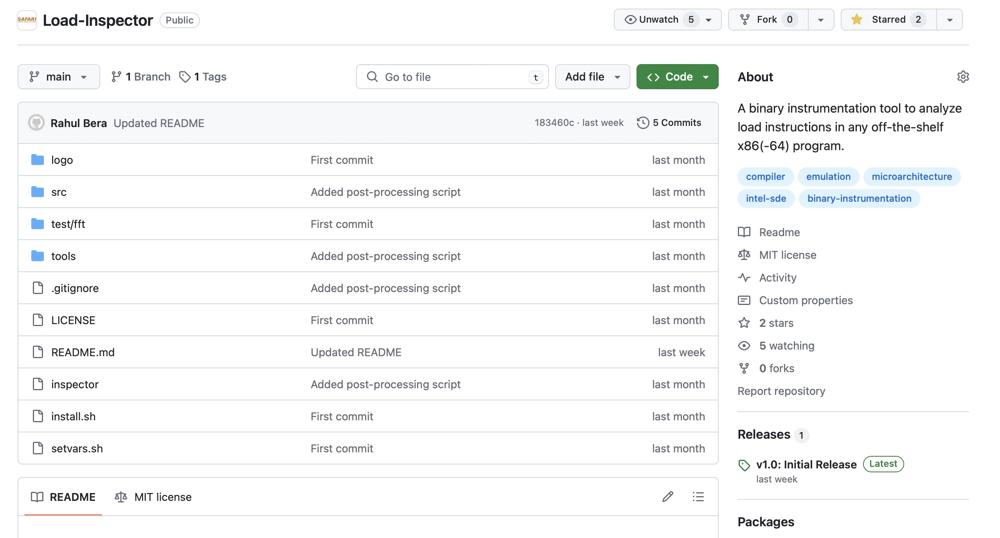 SAFARI
Load-Inspector Public Unwatch 5 Fork 0 Starred 2
main 1 Branch 1 Tags Go to file t Add file Code
Rahul Bera Updated README 183460c · last week 5 Commits
logo First commit last month
src Added post-processing script last month
test/fft First commit last month
tools Added post-processing script last month
.gitignore Added post-processing script last month
LICENSE First commit last month
README.md Updated README last week
inspector Added post-processing script last month
install.sh First commit last month
setvars.sh First commit last month
README MIT license
About
A binary instrumentation tool to analyze
load instructions in any off-the-shelf
x86(-64) program.
compiler emulation microarchitecture
intel-sde binary-instrumentation
Readme
MIT license
Activity
Custom properties
2 stars
5 watching
0 forks
Report repository
Releases 1
v1.0: Initial Release Latest
last week
Packages